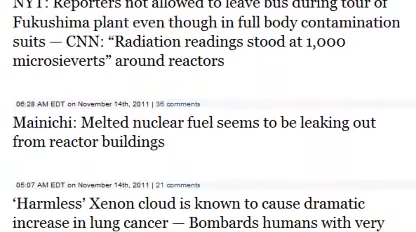 NYT: Reporters not allowed to leave bus during tour of
Fukushima plant even though in full body contamination
suits — CNN: “Radiation readings stood at 1,000
microsieverts” around reactors
06:28 AM EDT on November 14th, 2011 | 36 comments
Mainichi: Melted nuclear fuel seems to be leaking out
from reactor buildings
05:07 AM EDT on November 14th, 2011 | 21 comments
‘Harmless’ Xenon cloud is known to cause dramatic
increase in lung cancer — Bombards humans with very